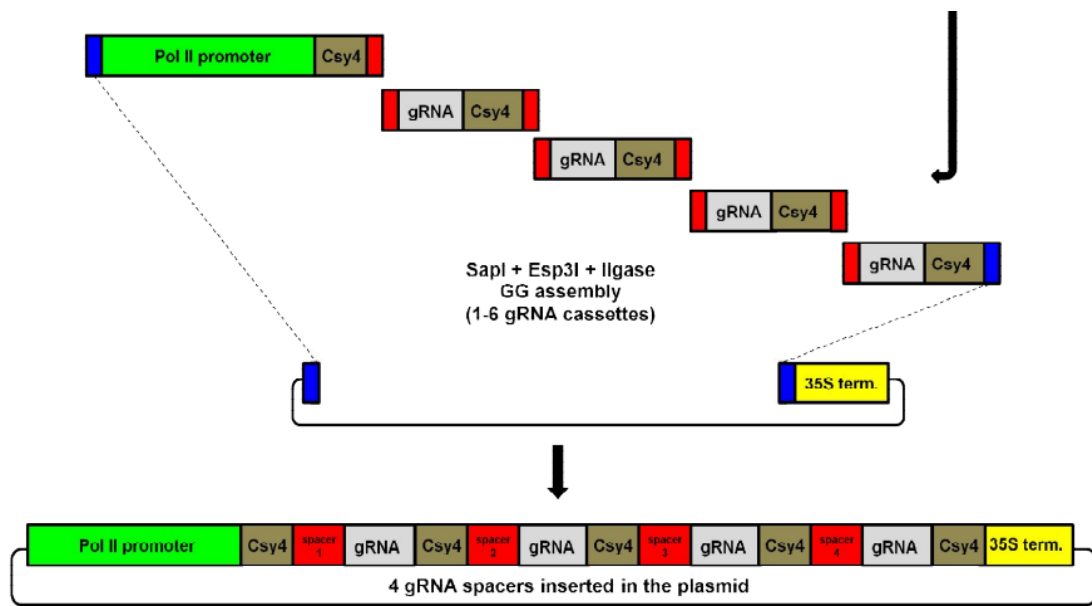 Pol II promoter Csy4
gRNA Csy4
gRNA Csy4
gRNA Csy4
gRNA Csy4
SapI + Esp3I + ligase
GG assembly
(1-6 gRNA cassettes)
35S term.
Pol II promoter Csy4 spacer 1 gRNA Csy4 spacer 2 gRNA Csy4 spacer 3 gRNA Csy4 spacer 4 gRNA Csy4 35S term.
4 gRNA spacers inserted in the plasmid